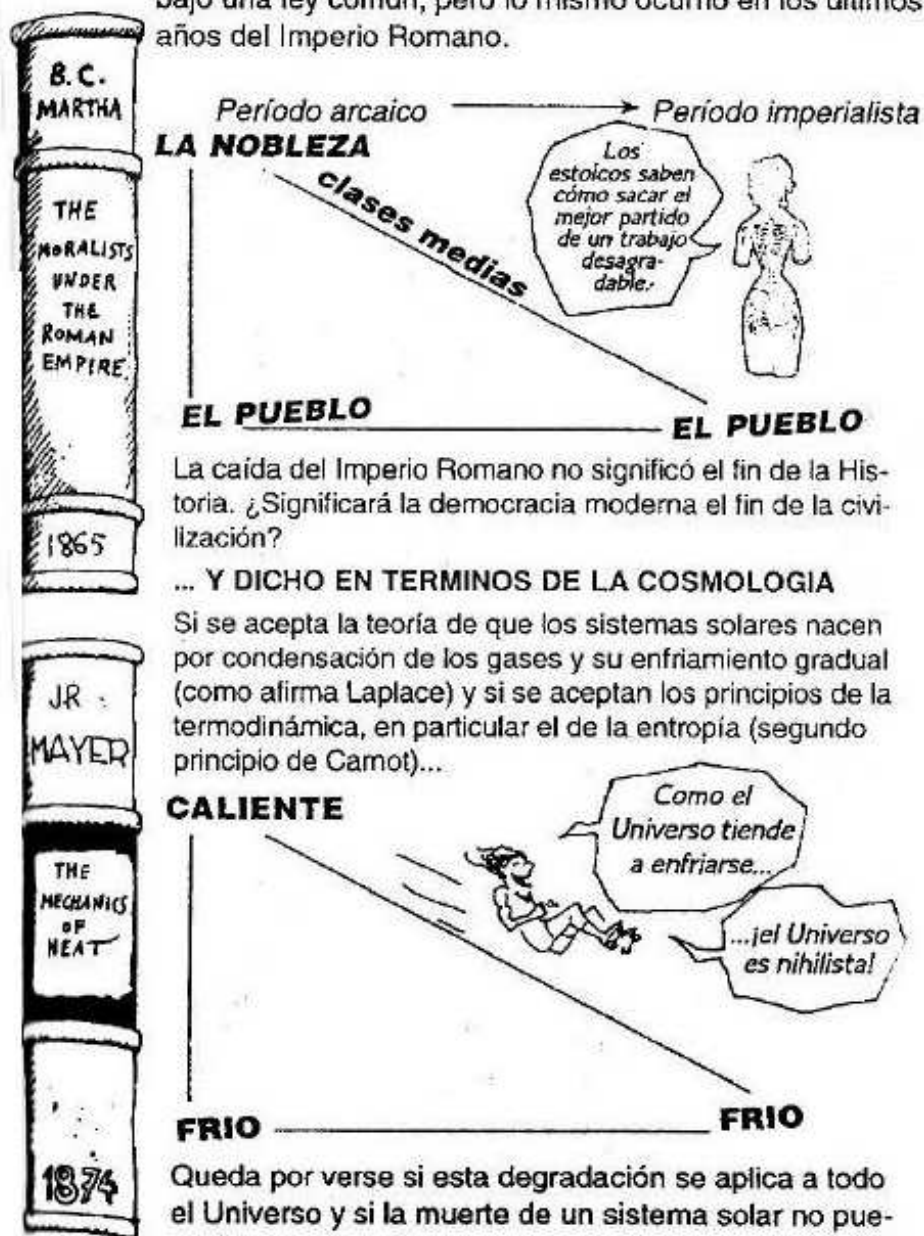 bajo una ley común, pero lo mismo ocurrió en los últimos
años del Imperio Romano.
B.C.
MARTHA
THE
MORALISTS
UNDER
THE
ROMAN
EMPIRE.
1865
Período arcaico
Período imperialista
LA NOBLEZA
clases medias
Los
estoicos saben
cómo sacar el
mejor partido
de un trabajo
desagra-
dable.
EL PUEBLO
EL PUEBLO
La caída del Imperio Romano no significó el fin de la His-
toria. ¿Significará la democracia moderna el fin de la civi-
lización?
... Y DICHO EN TERMINOS DE LA COSMOLOGIA
Si se acepta la teoría de que los sistemas solares nacen
por condensación de los gases y su enfriamiento gradual
(como afirma Laplace) y si se aceptan los principios de la
termodinámica, en particular el de la entropía (segundo
principio de Carnot)...
JR
MAYER
THE
MECHANICS
OF
HEAT
1874
CALIENTE
Como el
Universo tiende
a enfriarse...
...¡el Universo
es nihilista!
FRIO
FRIO
Queda por verse si esta degradación se aplica a todo
el Universo y si la muerte de un sistema solar no pue-